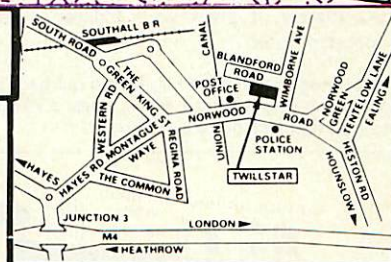 SOUTHALL B R
SOUTH ROAD
CANAL
BLANDFORD
ROAD
WIMBORNE AVE
NORWOOD
GREEN
TENTELOW LANE
EALING
THE
GREEN
KING ST
WESTERN RD
POST
OFFICE
NORWOOD
ROAD
POLICE
STATION
MONTAGUE
WAYE
REGINA ROAD
UNION
TWILLSTAR
HESTON RD
HOUNSLOW
HAYES
HAYES RD
THE COMMON
JUNCTION 3
LONDON
M4
HEATHROW